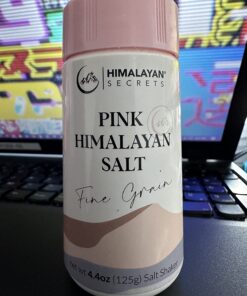 HIMALAYAN®
SECRETS
PINK
HIMALAYAN
SALT
Fine Grain
Net wt 4.4oz (125g) Salt Shaker